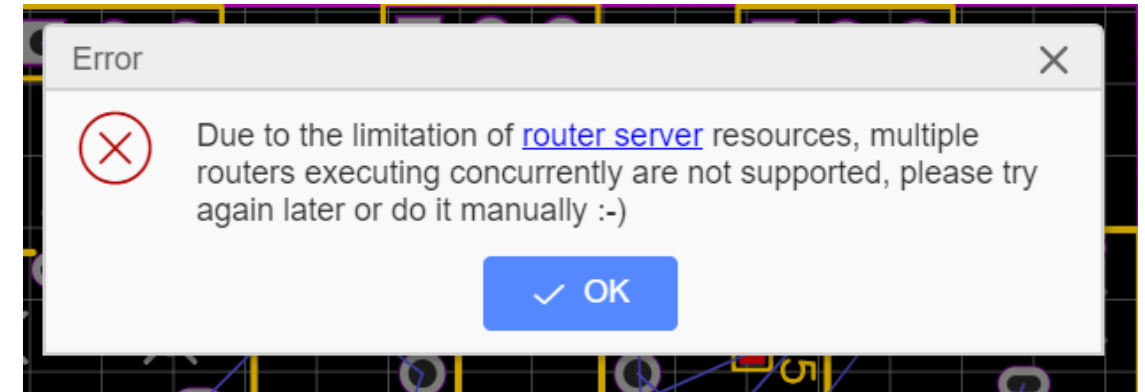 Error
Due to the limitation of router server resources, multiple
routers executing concurrently are not supported, please try
again later or do it manually :-)
OK
5